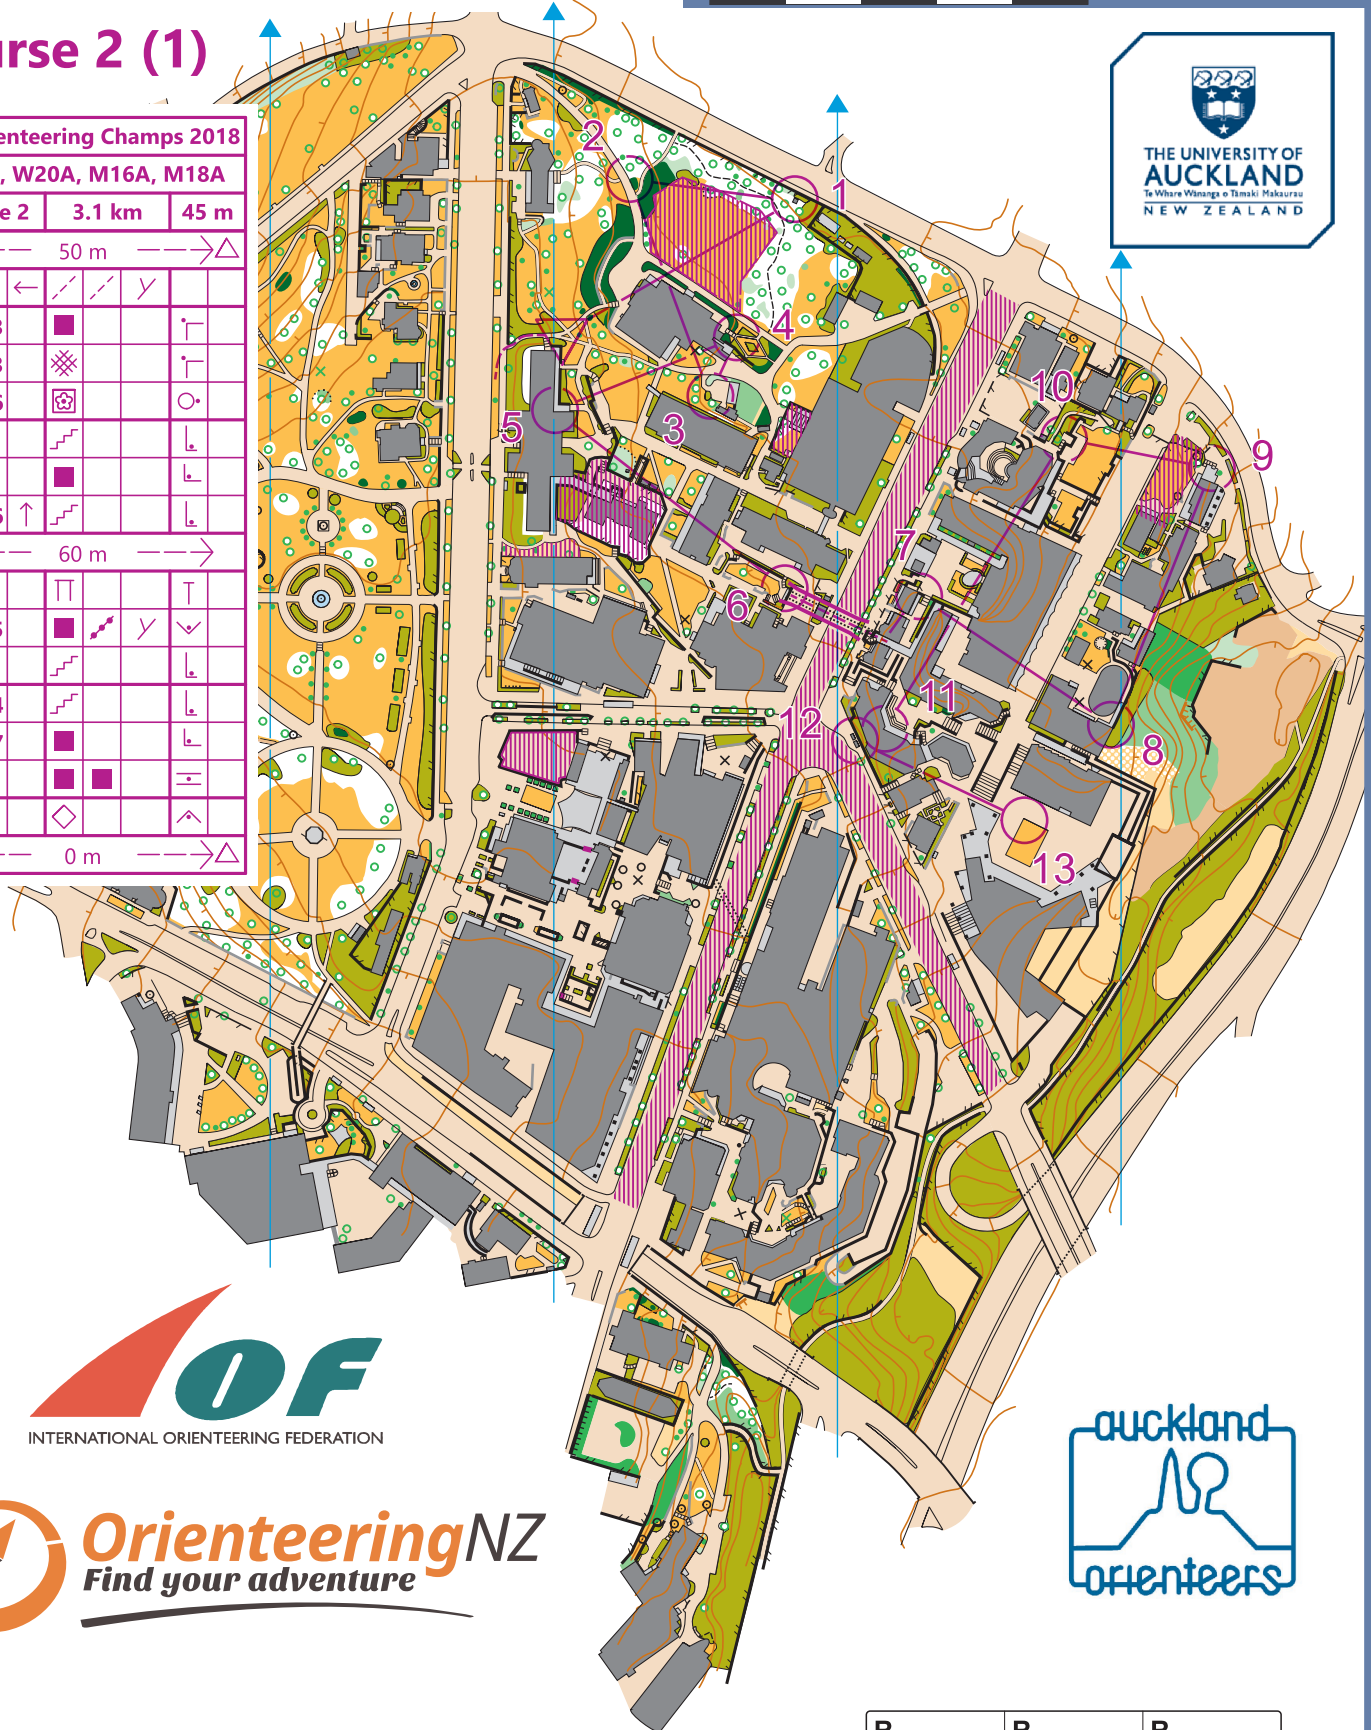 urse 2 (1)
enteering Champs 2018
, W20A, M16A, M18A
e 2 3.1 km 45 m
50 m
60 m
0 m
THE UNIVERSITY OF
AUCKLAND
Te Whare Wānanga o Tāmaki Makaurau
NEW ZEALAND
1
2
3
4
5
6
7
8
9
10
11
12
13
INTERNATIONAL ORIENTEERING FEDERATION
OrienteeringNZ
Find your adventure
auckland
orienteers
R R R